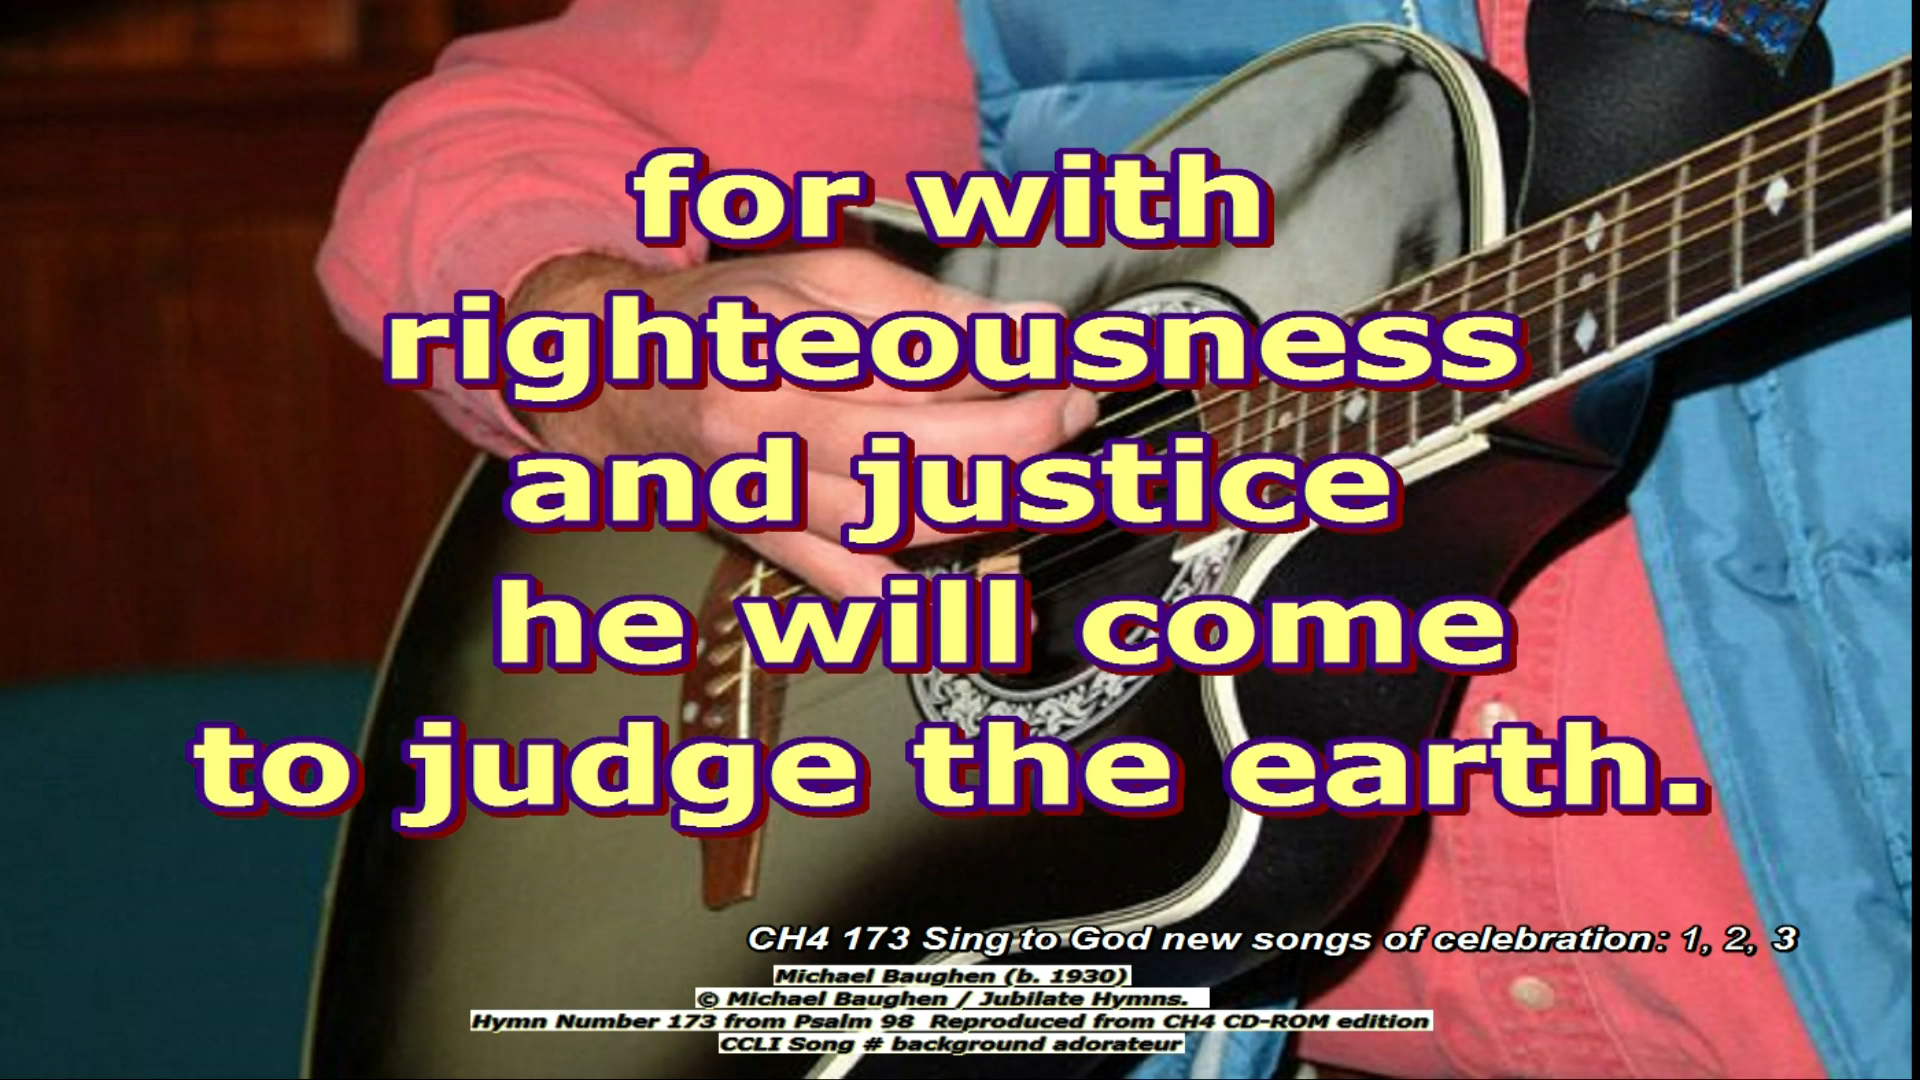 for with
righteousness
and justice
he will come
to judge the earth.
CH4 173 Sing to God new songs of celebration: 1, 2, 3
Michael Baughen (b. 1930)
© Michael Baughen / Jubilate Hymns.
Hymn Number 173 from Psalm 98 Reproduced from CH4 CD-ROM edition
CCLI Song # background adorateur